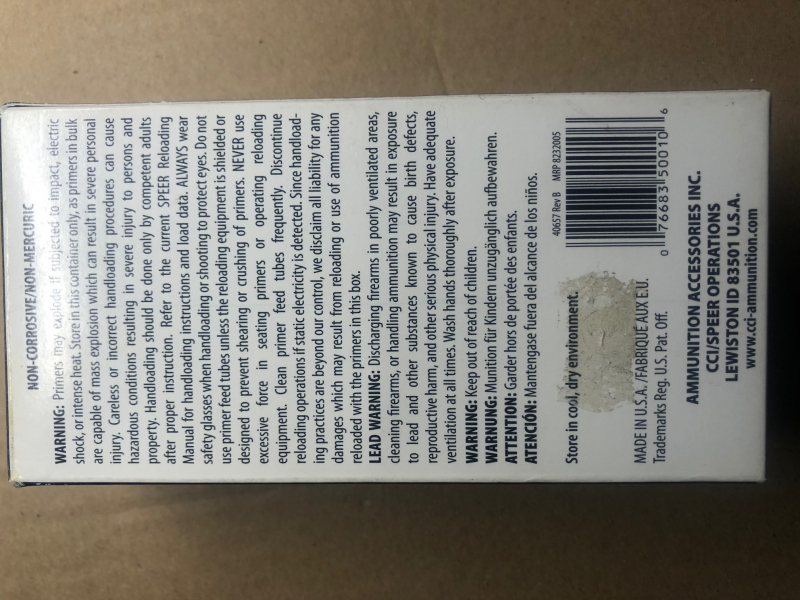 NON-CORROSIVE/NON-MERCURIC
WARNING: Primers may explode if subjected to impact, electric
shock, or intense heat. Store in this container only, as primers in bulk
are capable of mass explosion which can result in severe personal
injury. Careless or incorrect handloading procedures can cause
hazardous conditions resulting in severe injury to persons and
property. Handloading should be done only by competent adults
after proper instruction. Refer to the current SPEER Reloading
Manual for handloading instructions and load data. ALWAYS wear
safety glasses when handloading or shooting to protect eyes. Do not
use primer feed tubes unless the reloading equipment is shielded or
designed to prevent shearing or crushing of primers. NEVER use
excessive force in seating primers or operating reloading
equipment. Clean primer feed tubes frequently. Discontinue
reloading operations if static electricity is detected. Since handload-
ing practices are beyond our control, we disclaim all liability for any
damages which may result from reloading or use of ammunition
reloaded with the primers in this box.
LEAD WARNING: Discharging firearms in poorly ventilated areas,
cleaning firearms, or handling ammunition may result in exposure
to lead and other substances known to cause birth defects,
reproductive harm, and other serious physical injury. Have adequate
ventilation at all times. Wash hands thoroughly after exposure.
WARNING: Keep out of reach of children.
WARNUNG: Munition für Kindern unzugänglich aufbewahren.
ATTENTION: Garder hors de portée des enfants.
ATENCIÓN: Mantengase fuera del alcance de los niños.
Store in cool, dry environment.
40657 Rev B MRP 8232005
0 76683 50010 6
MADE IN U.S.A. /FABRIQUE AUX E.U.
Trademarks Reg. U.S. Pat. Off.
AMMUNITION ACCESSORIES INC.
CCI/SPEER OPERATIONS
LEWISTON ID 83501 U.S.A.
www.cci-ammunition.com